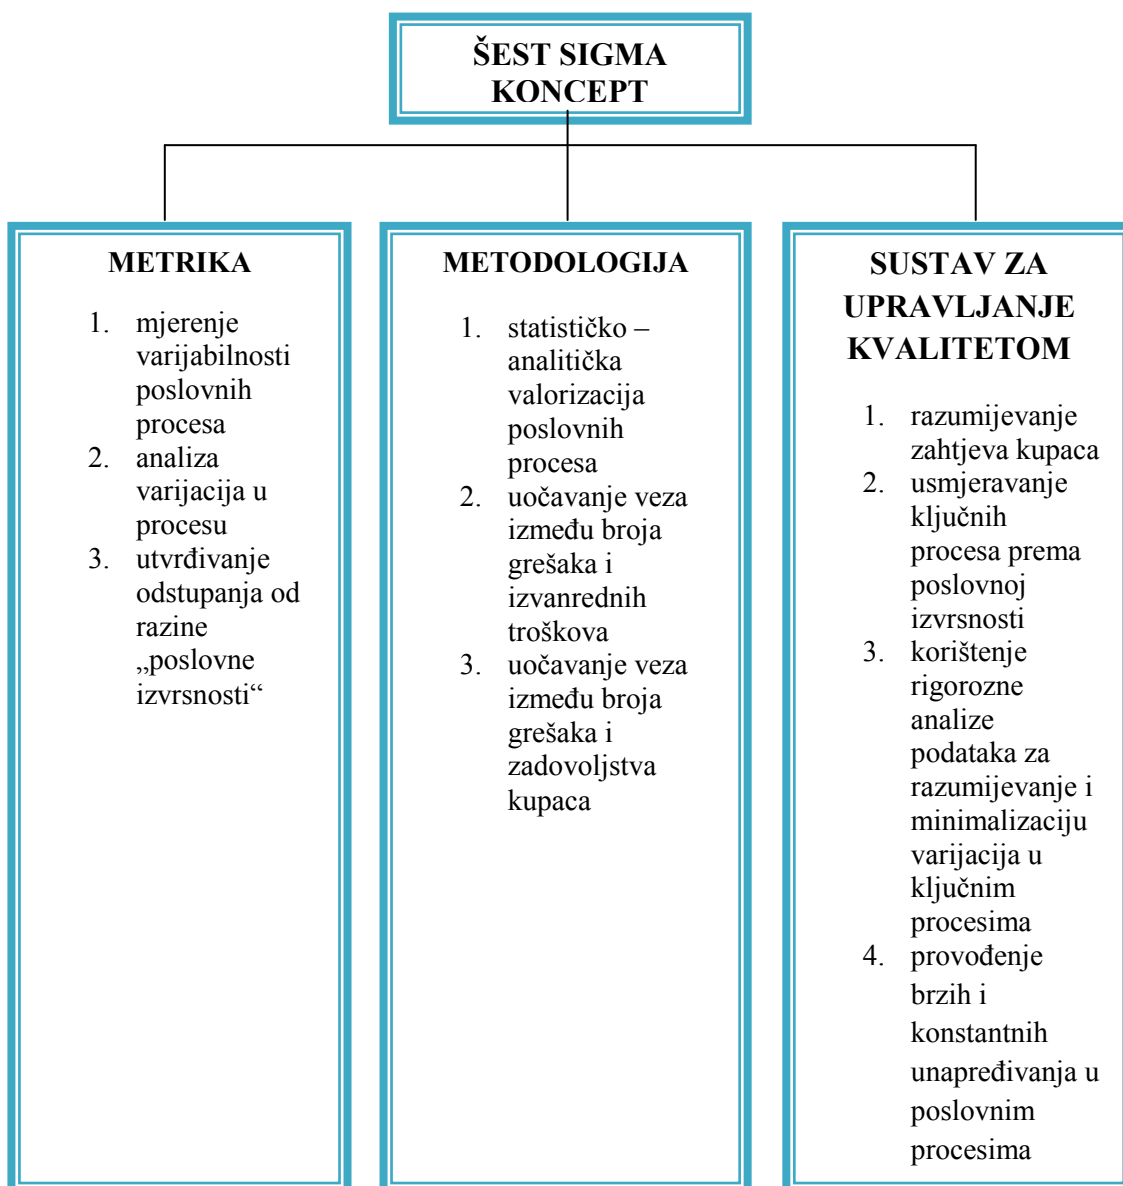 ŠEST SIGMA
KONCEPT
METRIKA
1. mjerenje
varijabilnosti
poslovnih
procesa
2. analiza
varijacija u
procesu
3. utvrđivanje
odstupanja od
razine
„poslovne
izvrsnosti“
METODOLOGIJA
1. statističko –
analitička
valorizacija
poslovnih
procesa
2. uočavanje veza
između broja
grešaka i
izvanrednih
troškova
3. uočavanje veza
između broja
grešaka i
zadovoljstva
kupaca
SUSTAV ZA
UPRAVLJANJE
KVALITETOM
1. razumijevanje
zahtjeva kupaca
2. usmjeravanje
ključnih
procesa prema
poslovnoj
izvrsnosti
3. korištenje
rigorozne
analize
podataka za
razumijevanje i
minimalizaciju
varijacija u
ključnim
procesima
4. provođenje
brzih i
konstantnih
unapređivanja u
poslovnim
procesima